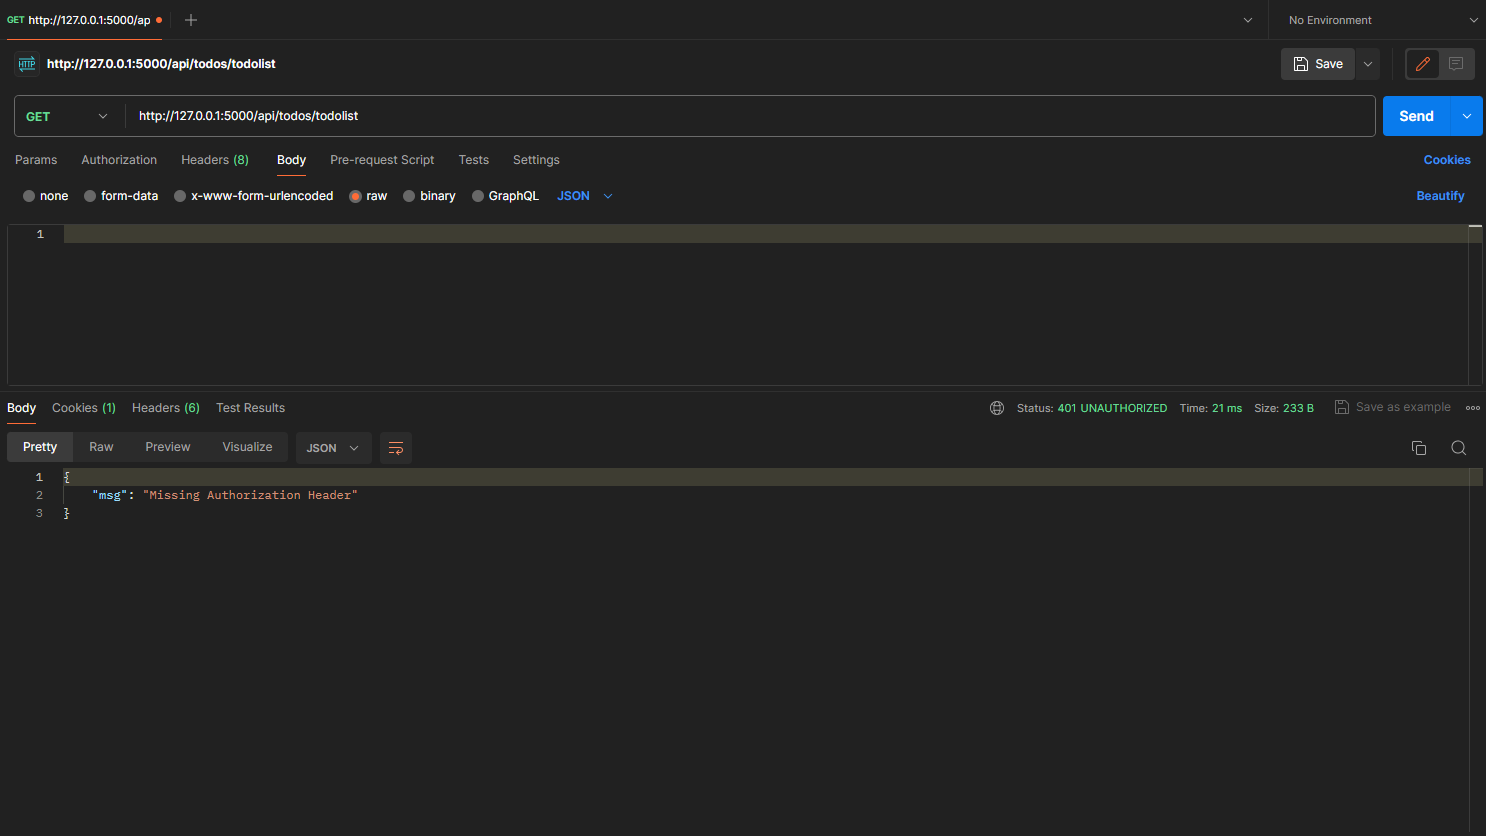 GET http://127.0.0.1:5000/ap
No Environment
HTTP http://127.0.0.1:5000/api/todos/todolist
Save
GET http://127.0.0.1:5000/api/todos/todolist
Send
Params Authorization Headers (8) Body Pre-request Script Tests Settings Cookies
none form-data x-www-form-urlencoded raw binary GraphQL JSON Beautify
1
Body Cookies (1) Headers (6) Test Results Status: 401 UNAUTHORIZED Time: 21 ms Size: 233 B Save as example
Pretty Raw Preview Visualize JSON
1 {
2 "msg": "Missing Authorization Header"
3 }